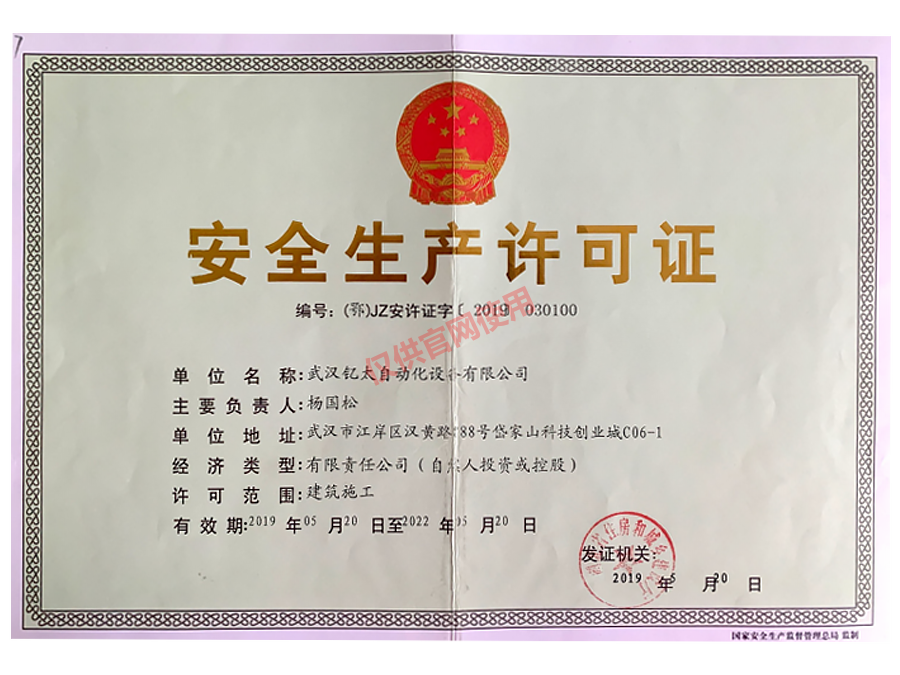 安全生产许可证
编号：(鄂)JZ安许证字〔2019〕030100
仅供官网使用
单位名称：武汉钇太自动化设备有限公司
主要负责人：杨国松
单位地址：武汉市江岸区汉黄路888号岱家山科技创业城C06-1
经济类型：有限责任公司（自然人投资或控股）
许可范围：建筑施工
有效期：2019年05月20日至2022年05月20日
发证机关：
2019年5月20日
国家安全生产监督管理总局 监制